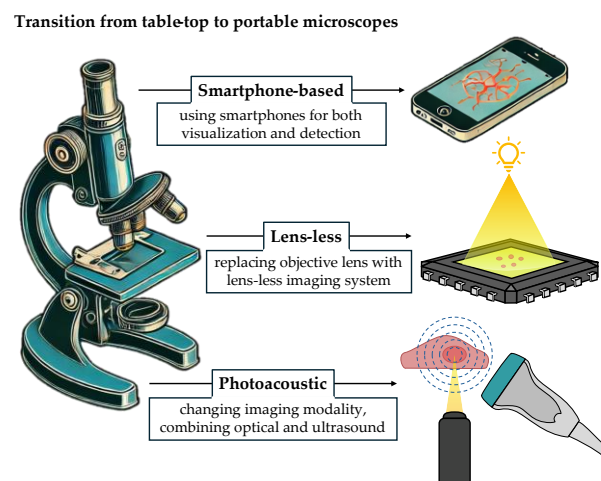 Transition from table-top to portable microscopes
Smartphone-based
using smartphones for both
visualization and detection
Lens-less
replacing objective lens with
lens-less imaging system
Photoacoustic
changing imaging modality,
combining optical and ultrasound